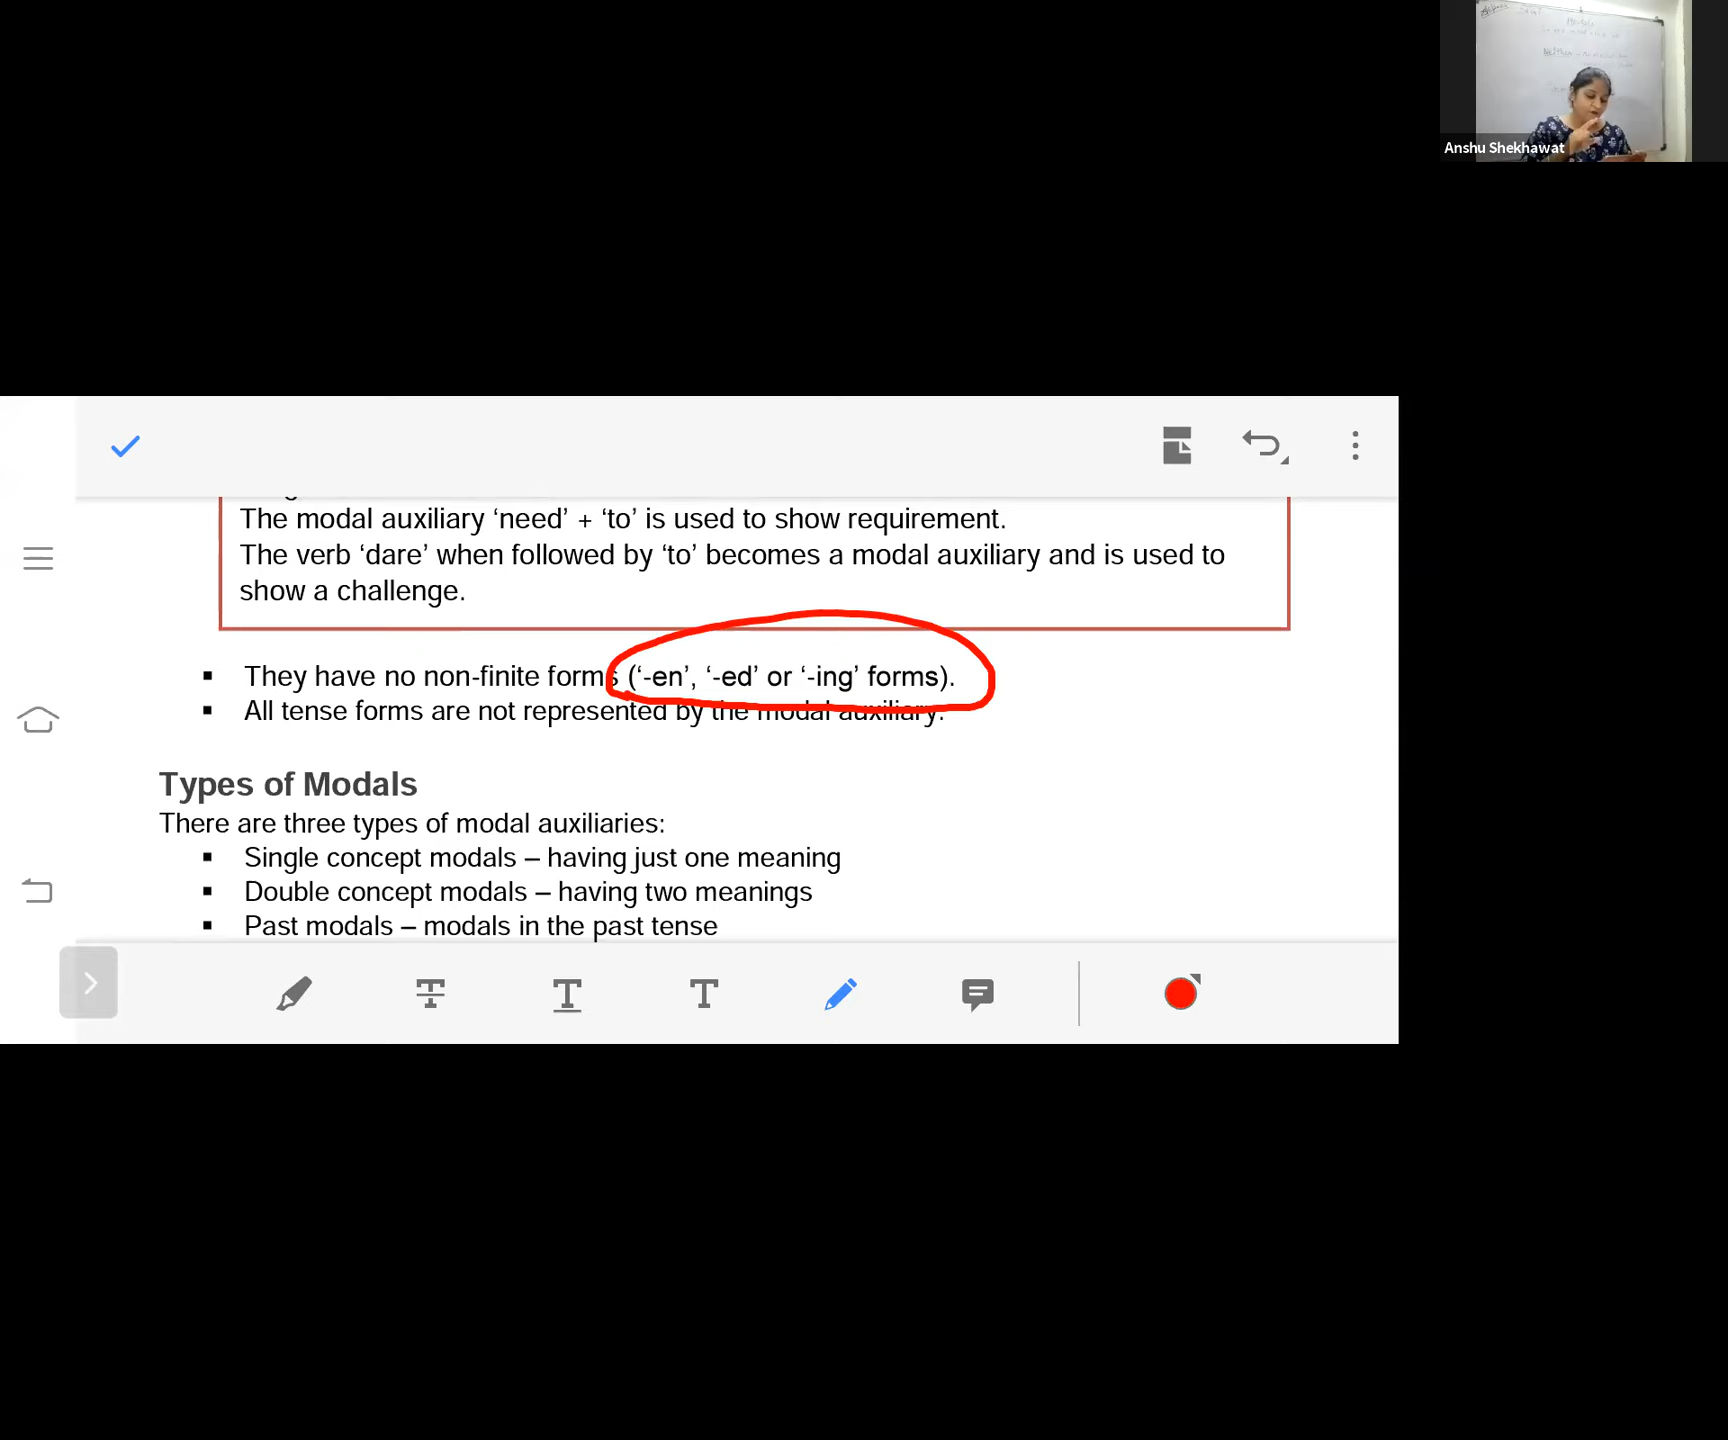 Anshu Shekhawat
The modal auxiliary ‘need’ + ‘to’ is used to show requirement.
The verb ‘dare’ when followed by ‘to’ becomes a modal auxiliary and is used to
show a challenge.
▪ They have no non-finite forms (‘-en’, ‘-ed’ or ‘-ing’ forms).
▪ All tense forms are not represented by the modal auxiliary.
Types of Modals
There are three types of modal auxiliaries:
▪ Single concept modals – having just one meaning
▪ Double concept modals – having two meanings
▪ Past modals – modals in the past tense